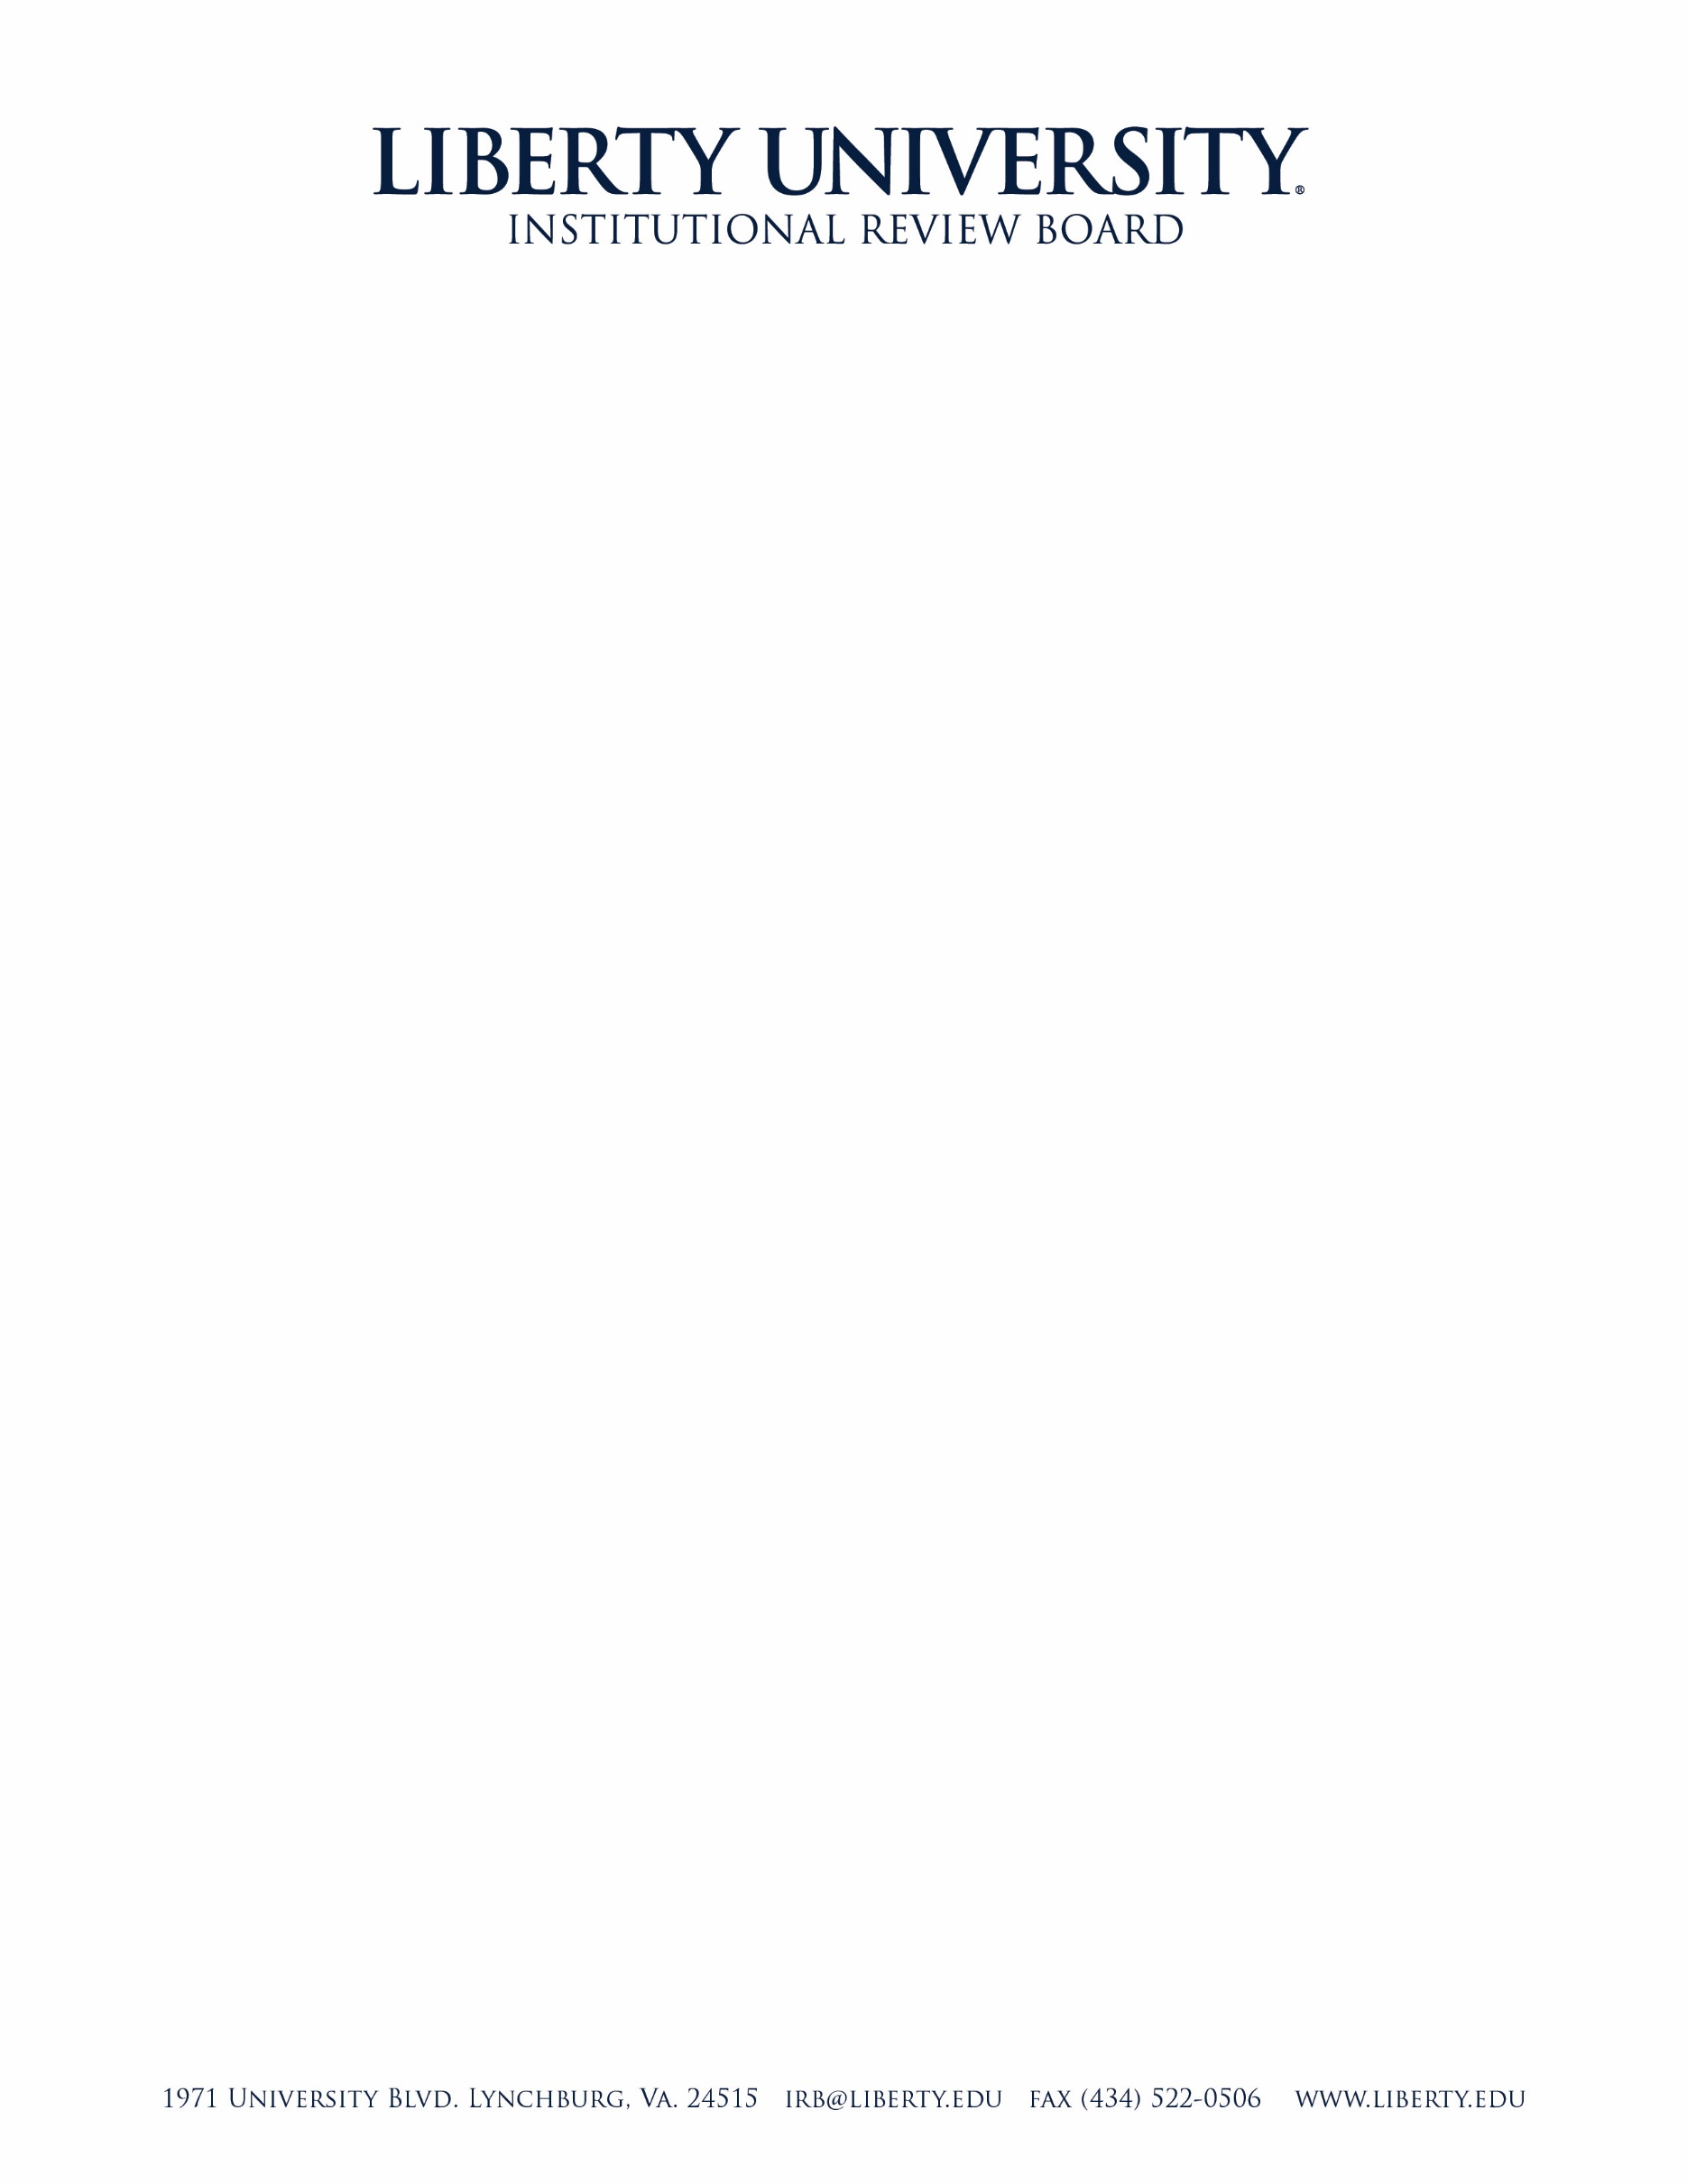 LIBERTY UNIVERSITY®
INSTITUTIONAL REVIEW BOARD
1971 University Blvd. Lynchburg, Va. 24515 irb@liberty.edu fax (434) 522-0506 www.liberty.edu